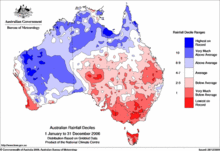 Australian Government
Bureau of Meteorology
Rainfall Decile Ranges
Highest on
Record
10
Very Much
Above Average
8-9
Above Average
4-7
Average
2-3
Below Average
1
Very Much
Below Average
Lowest on
Record
Australian Rainfall Deciles
1 January to 31 December 2006
Distribution Based on Gridded Data
Product of the National Climate Centre